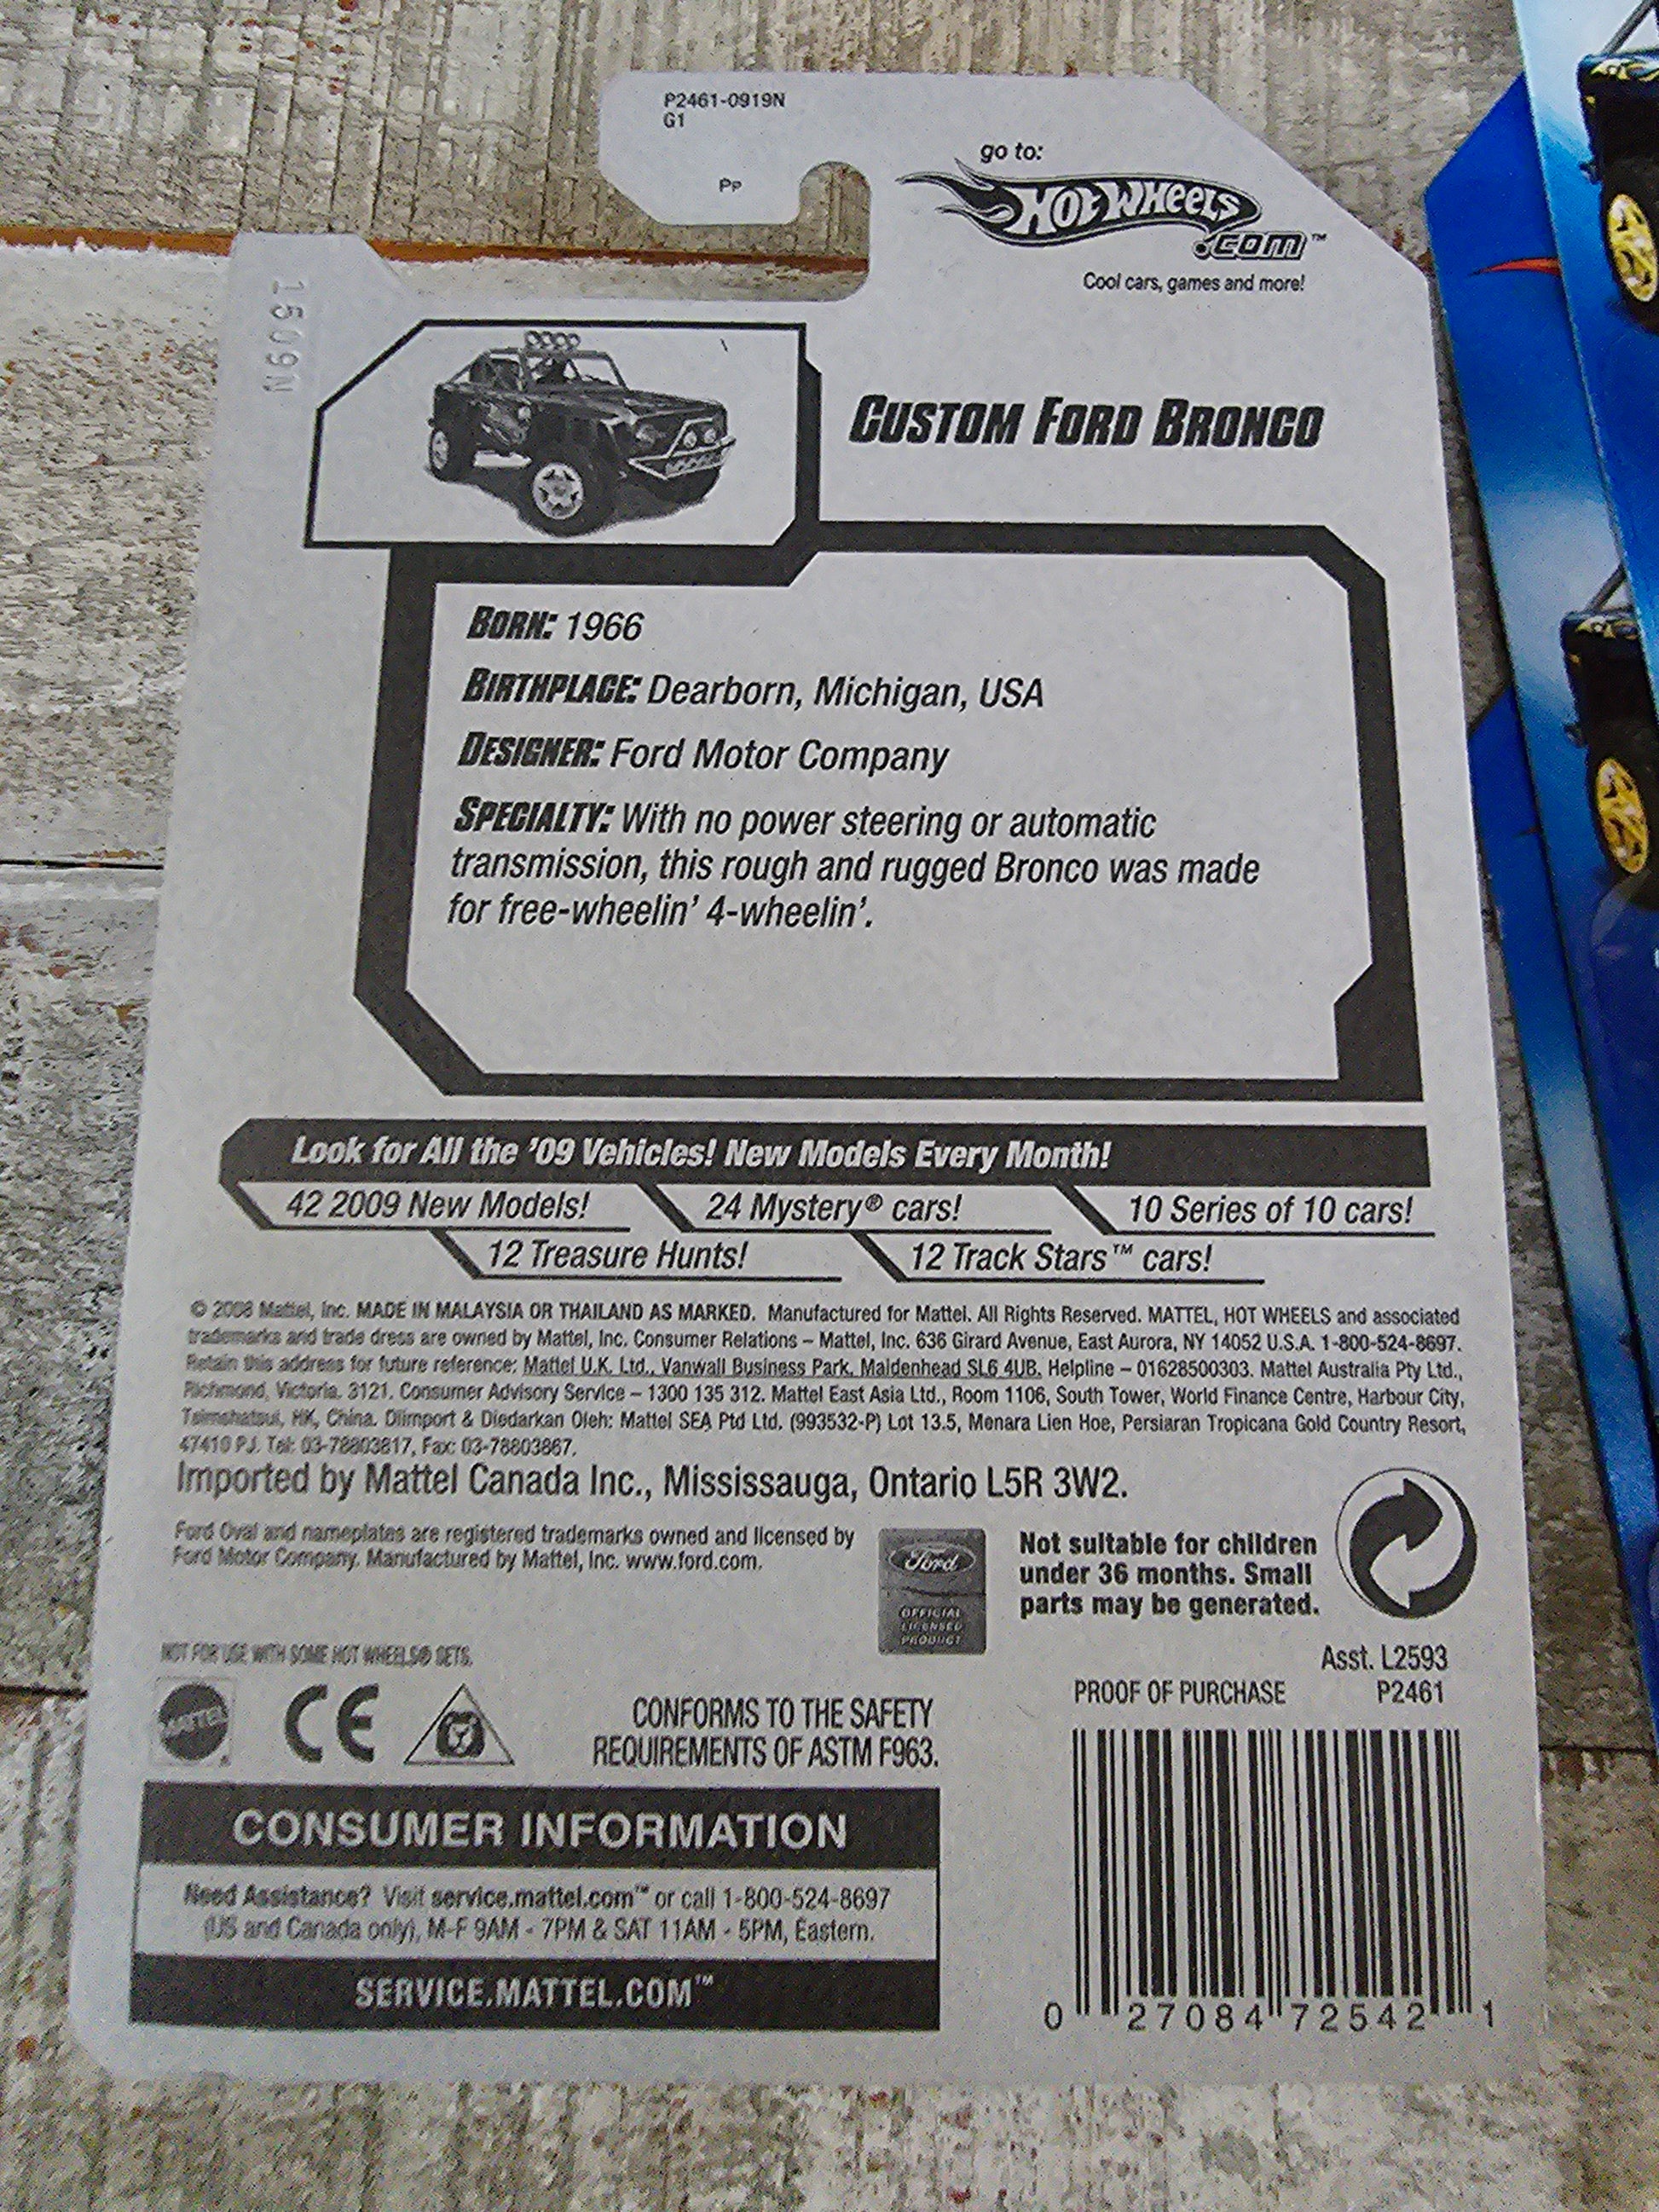 P2461-0919N
G1
Pp
go to:
HOT WHEELS
.COM™
Cool cars, games and more!
1509N
CUSTOM FORD BRONCO
BORN: 1966
BIRTHPLACE: Dearborn, Michigan, USA
DESIGNER: Ford Motor Company
SPECIALTY: With no power steering or automatic
transmission, this rough and rugged Bronco was made
for free-wheelin' 4-wheelin'.
Look for All the '09 Vehicles! New Models Every Month!
42 2009 New Models! 24 Mystery® cars! 10 Series of 10 cars!
12 Treasure Hunts! 12 Track Stars™ cars!
© 2008 Mattel, Inc. MADE IN MALAYSIA OR THAILAND AS MARKED. Manufactured for Mattel. All Rights Reserved. MATTEL, HOT WHEELS and associated
trademarks and trade dress are owned by Mattel, Inc. Consumer Relations – Mattel, Inc. 636 Girard Avenue, East Aurora, NY 14052 U.S.A. 1-800-524-8697.
Retain this address for future reference: Mattel U.K. Ltd., Vanwall Business Park, Maidenhead SL6 4UB. Helpline – 01628500303. Mattel Australia Pty Ltd.,
Richmond, Victoria. 3121. Consumer Advisory Service – 1300 135 312. Mattel East Asia Ltd., Room 1106, South Tower, World Finance Centre, Harbour City,
Tsimshatsui, HK, China. Diimport & Diedarkan Oleh: Mattel SEA Ptd Ltd. (993532-P) Lot 13.5, Menara Lien Hoe, Persiaran Tropicana Gold Country Resort,
47410 PJ. Tel: 03-78803817, Fax: 03-78803867.
Imported by Mattel Canada Inc., Mississauga, Ontario L5R 3W2.
Ford Oval and nameplates are registered trademarks owned and licensed by
Ford Motor Company. Manufactured by Mattel, Inc. www.ford.com.
Ford
OFFICIAL
LICENSED
PRODUCT
Not suitable for children
under 36 months. Small
parts may be generated.
NOT FOR USE WITH SOME HOT WHEELS® SETS.
Asst. L2593
PROOF OF PURCHASE P2461
MATTEL
CE
CONFORMS TO THE SAFETY
REQUIREMENTS OF ASTM F963.
CONSUMER INFORMATION
Need Assistance? Visit service.mattel.com™ or call 1-800-524-8697
(US and Canada only), M-F 9AM - 7PM & SAT 11AM - 5PM, Eastern.
SERVICE.MATTEL.COM™
0 27084 72542 1